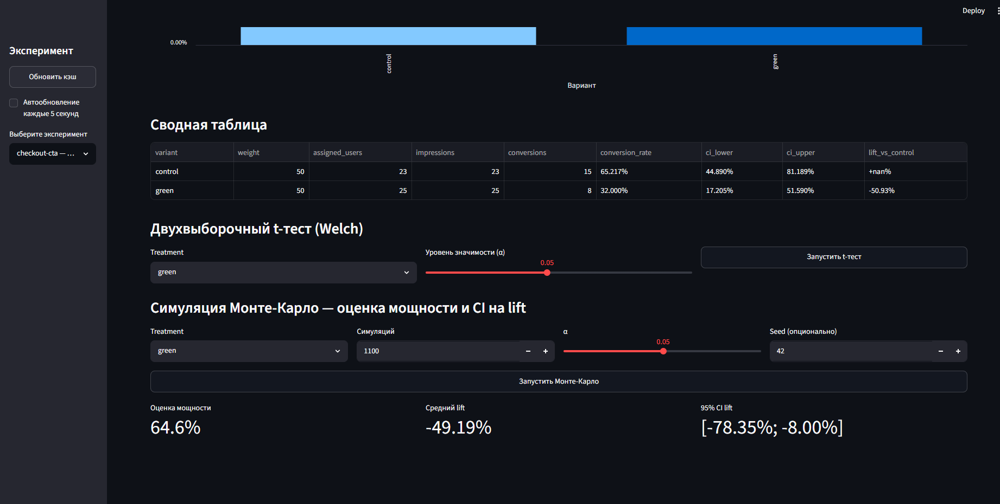 Deploy
Эксперимент
Обновить кэш
Автообновление
каждые 5 секунд
Выберите эксперимент
checkout-cta — ...
0.00%
control
green
Вариант
Сводная таблица
variant weight assigned_users impressions conversions conversion_rate ci_lower ci_upper lift_vs_control
control 50 23 23 15 65.217% 44.890% 81.189% +nan%
green 50 25 25 8 32.000% 17.205% 51.590% -50.93%
Двухвыборочный t-тест (Welch)
Treatment Уровень значимости (α)
0.05
green
Запустить t-тест
Симуляция Монте-Карло — оценка мощности и CI на lift
Treatment Симуляций α Seed (опционально)
0.05
green 1100 42
Запустить Монте-Карло
Оценка мощности Средний lift 95% CI lift
64.6% -49.19% [-78.35%; -8.00%]